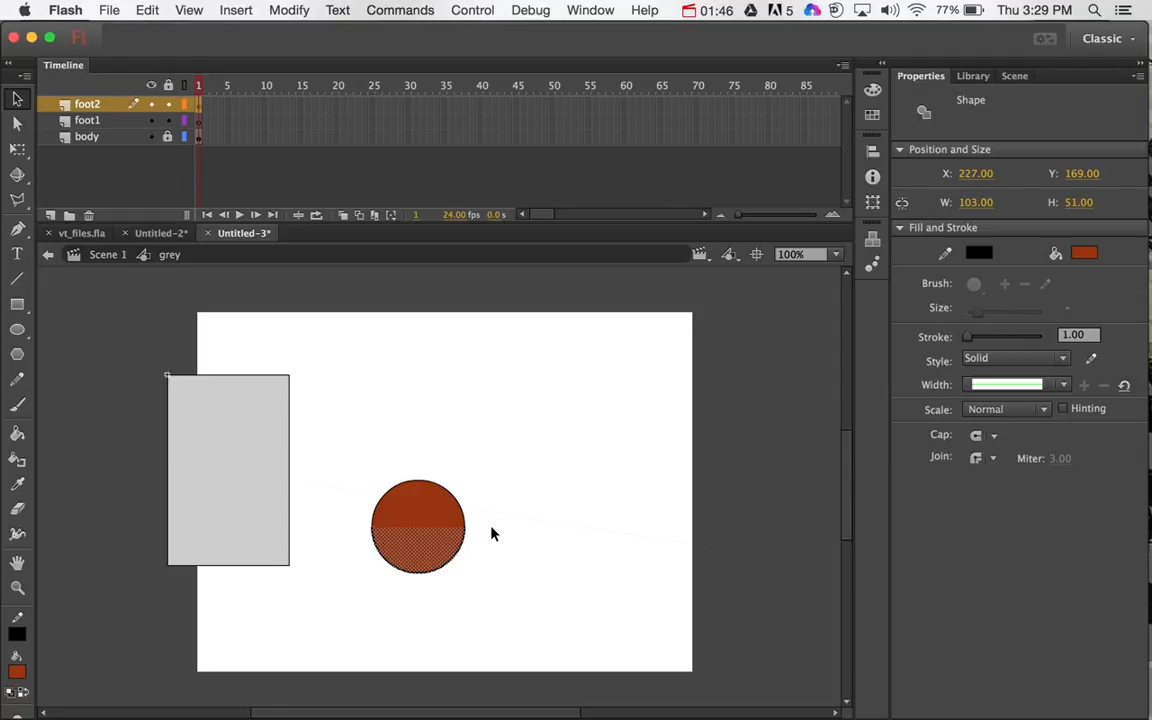 Flash File Edit View Insert Modify Text Commands Control Debug Window Help 01:46 5 77% Thu 3:29 PM
Fl Classic
Timeline
1 5 10 15 20 25 30 35 40 45 50 55 60 65 70 75 80 85
foot2
foot1
body
1 24.00 fps 0.0 s
vt_files.fla Untitled-2* Untitled-3*
Scene 1 grey 100%
Properties Library Scene
Shape
Position and Size
X: 227.00 Y: 169.00
W: 103.00 H: 51.00
Fill and Stroke
Brush:
Size:
Stroke: 1.00
Style: Solid
Width:
Scale: Normal Hinting
Cap:
Join: Miter: 3.00